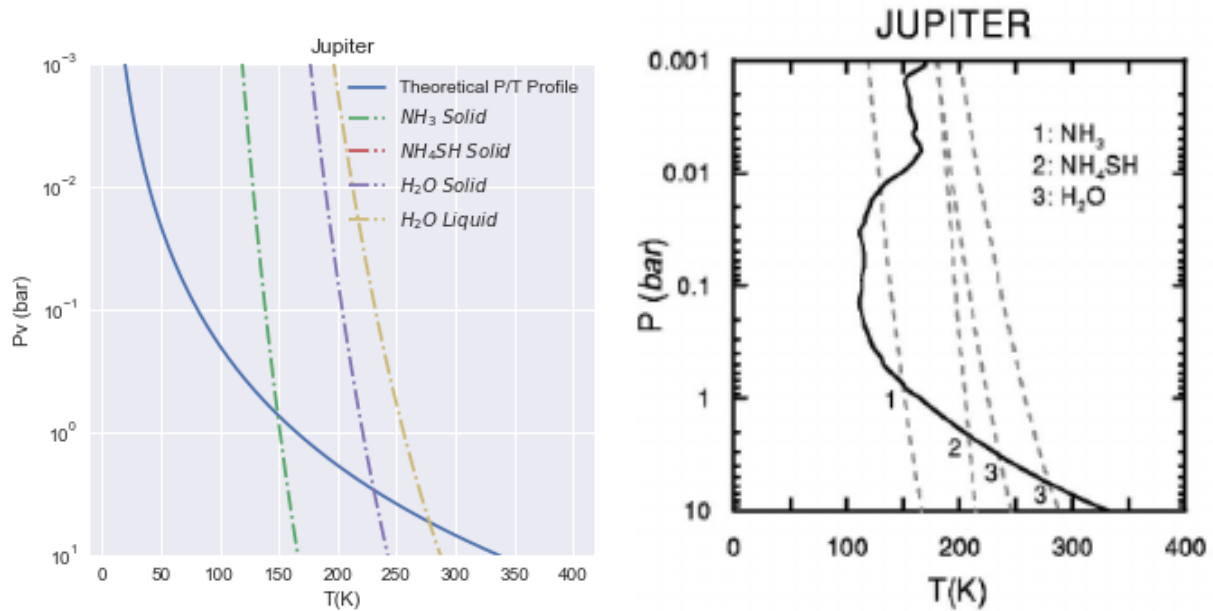 Jupiter
10⁻³
10⁻²
10⁻¹
10⁰
10¹
Pv (bar)
Theoretical P/T Profile
NH₃ Solid
NH₄SH Solid
H₂O Solid
H₂O Liquid
0 50 100 150 200 250 300 350 400
T(K)
JUPITER
0.001
0.01
0.1
1
10
P (bar)
1: NH₃
2: NH₄SH
3: H₂O
1
2
3
3
0 100 200 300 400
T(K)